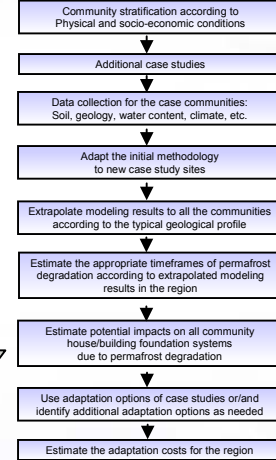 Community stratification according to
Physical and socio-economic conditions
Additional case studies
Data collection for the case communities:
Soil, geology, water content, climate, etc.
Adapt the initial methodology
to new case study sites
Extrapolate modeling results to all the communities
according to the typical geological profile
Estimate the appropriate timeframes of permafrost
degradation according to extrapolated modeling
results in the region
Estimate potential impacts on all community
house/building foundation systems
due to permafrost degradation
Use adaptation options of case studies or/and
identify additional adaptation options as needed
Estimate the adaptation costs for the region